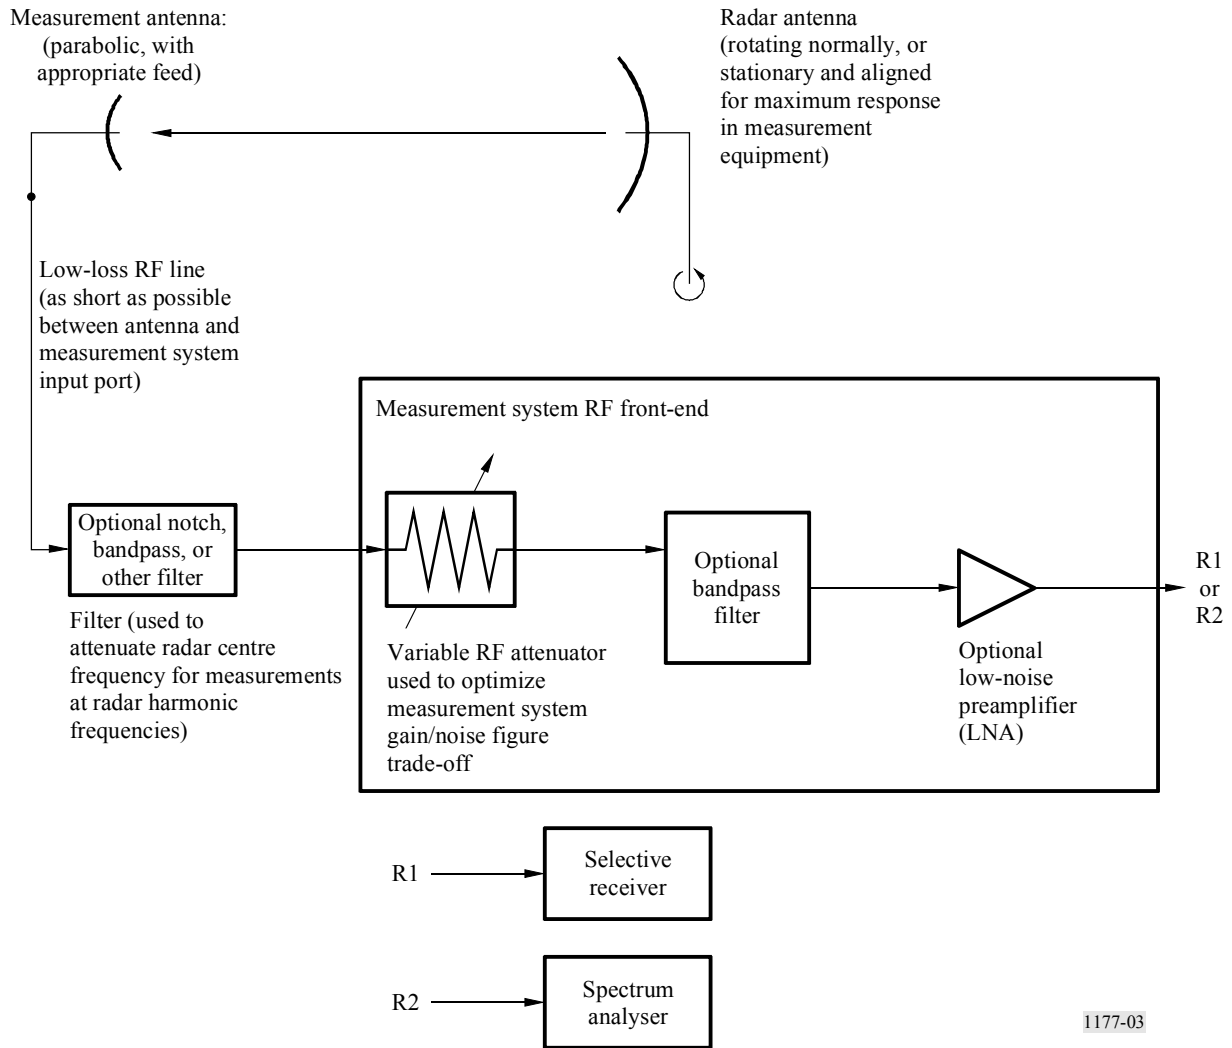 Measurement antenna:
(parabolic, with
appropriate feed)
Radar antenna
(rotating normally, or
stationary and aligned
for maximum response
in measurement
equipment)
Low-loss RF line
(as short as possible
between antenna and
measurement system
input port)
Measurement system RF front-end
Optional notch,
bandpass, or
other filter
Filter (used to
attenuate radar centre
frequency for measurements
at radar harmonic
frequencies)
Variable RF attenuator
used to optimize
measurement system
gain/noise figure
trade-off
Optional
bandpass
filter
Optional
low-noise
preamplifier
(LNA)
R1
or
R2
R1
Selective
receiver
R2
Spectrum
analyser
1177-03